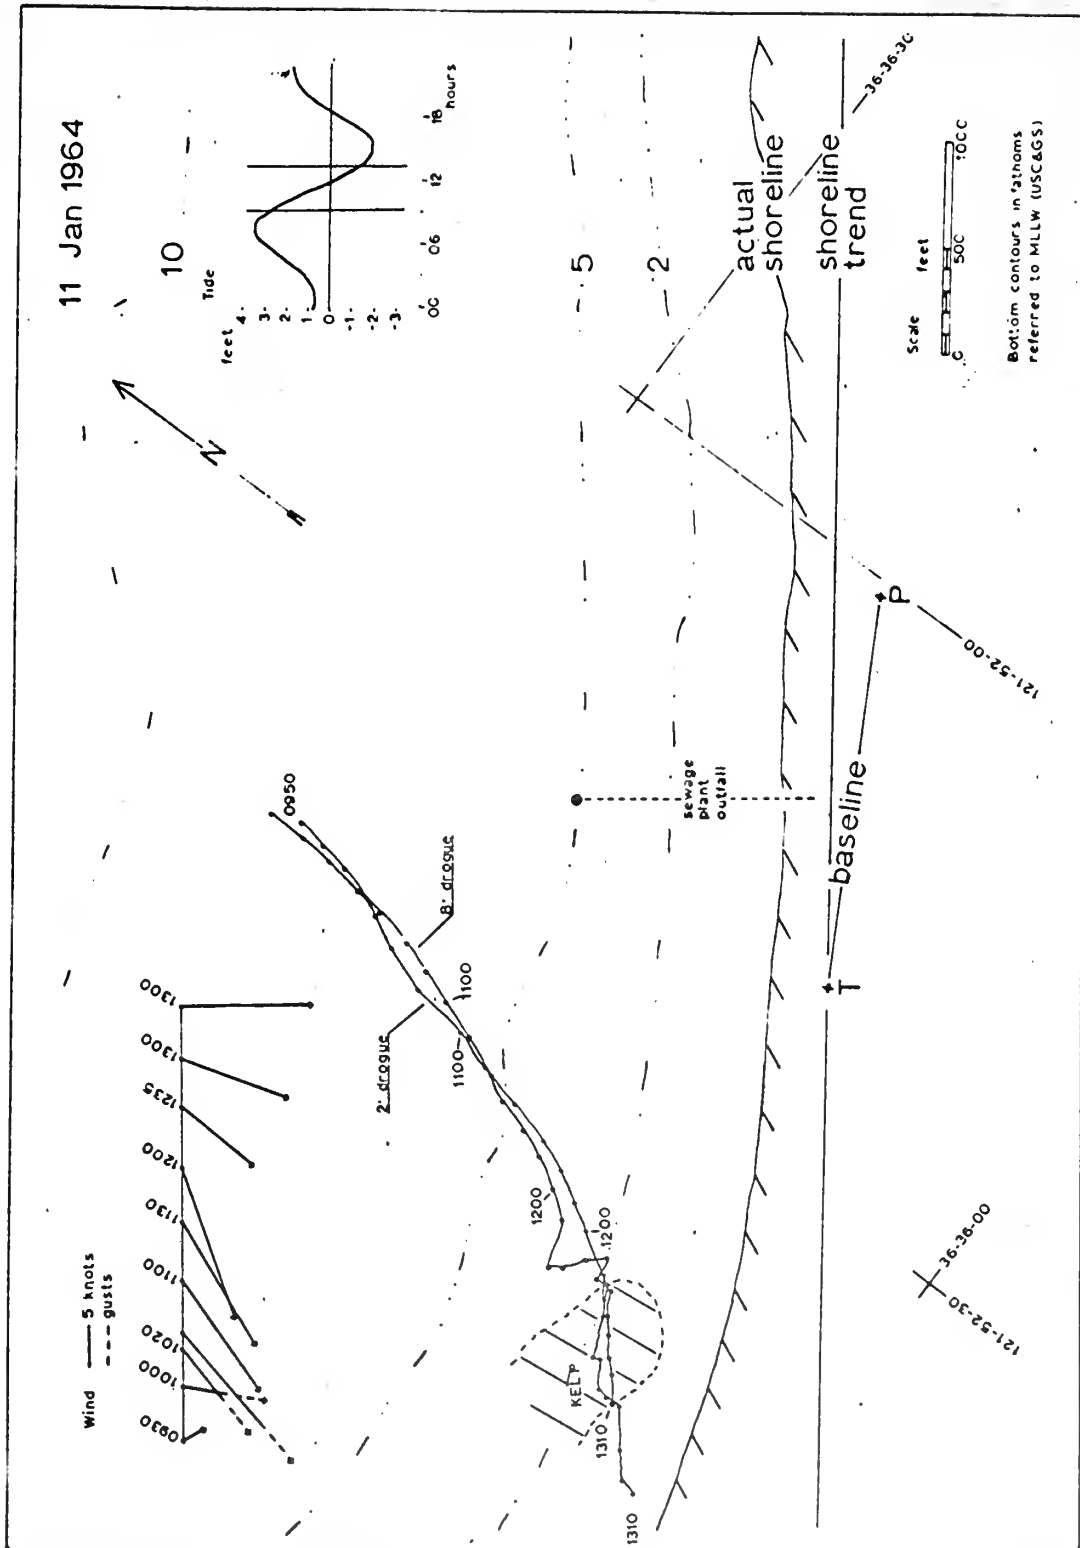 11 Jan 1964
Wind —— 5 knots
--- gusts
0930
1000
1020
1100
1130
1200
1235
1300
1300
N
10
Tide
feet
4
3
2
1
0
-1
-2
-3
00
06
12
18
hours
0950
8' drogue
2' drogue
1100
1100
1200
1200
KELP
1310
1310
5
2
sewage
plant
outfall
actual
shoreline
shoreline
trend
36-36-30
baseline
T
P
121-52-00
36-36-00
121-52-30
Scale feet
0 500 1000
Bottom contours in fathoms
referred to MLLW (USC&GS)